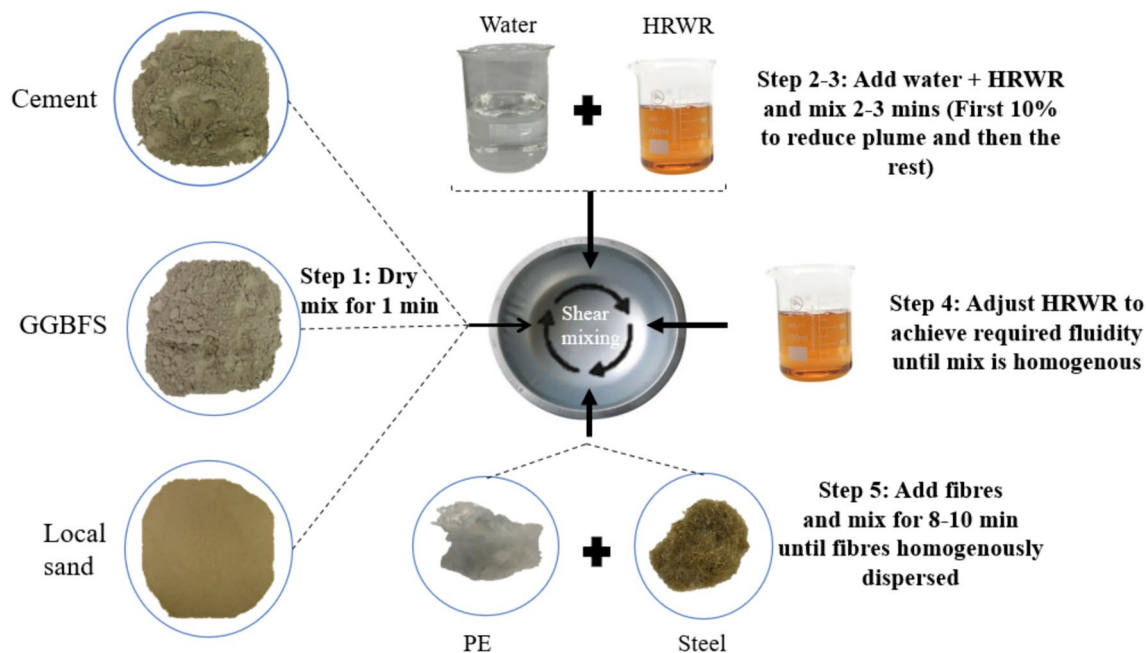 Water
HRWR
Cement
Step 2-3: Add water + HRWR
and mix 2-3 mins (First 10%
to reduce plume and then the
rest)
GGBFS
Step 1: Dry
mix for 1 min
Shear
mixing
Step 4: Adjust HRWR to
achieve required fluidity
until mix is homogenous
Local
sand
Step 5: Add fibres
and mix for 8-10 min
until fibres homogenously
dispersed
PE
Steel